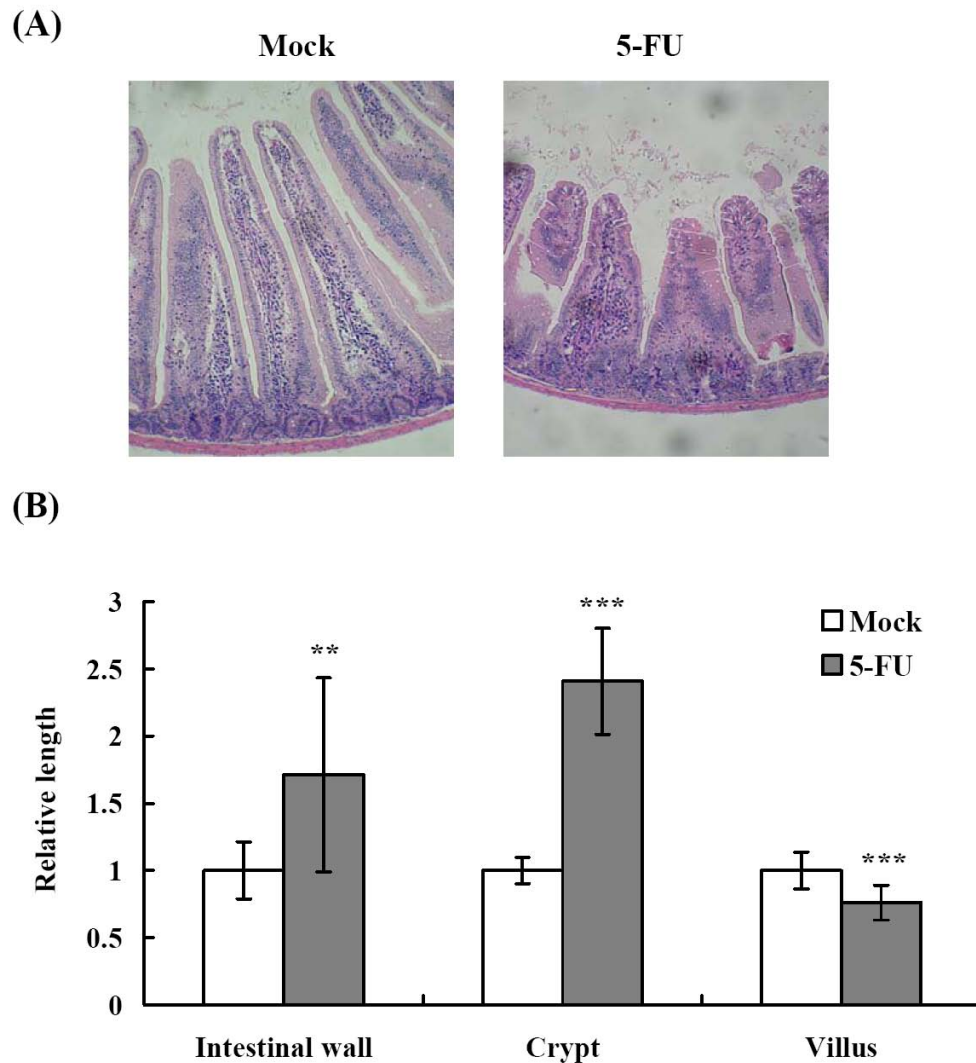 (A)
Mock 5-FU
(B)
3
2.5
2
1.5
1
0.5
0
Relative length
**
***
***
Mock
5-FU
Intestinal wall Crypt Villus